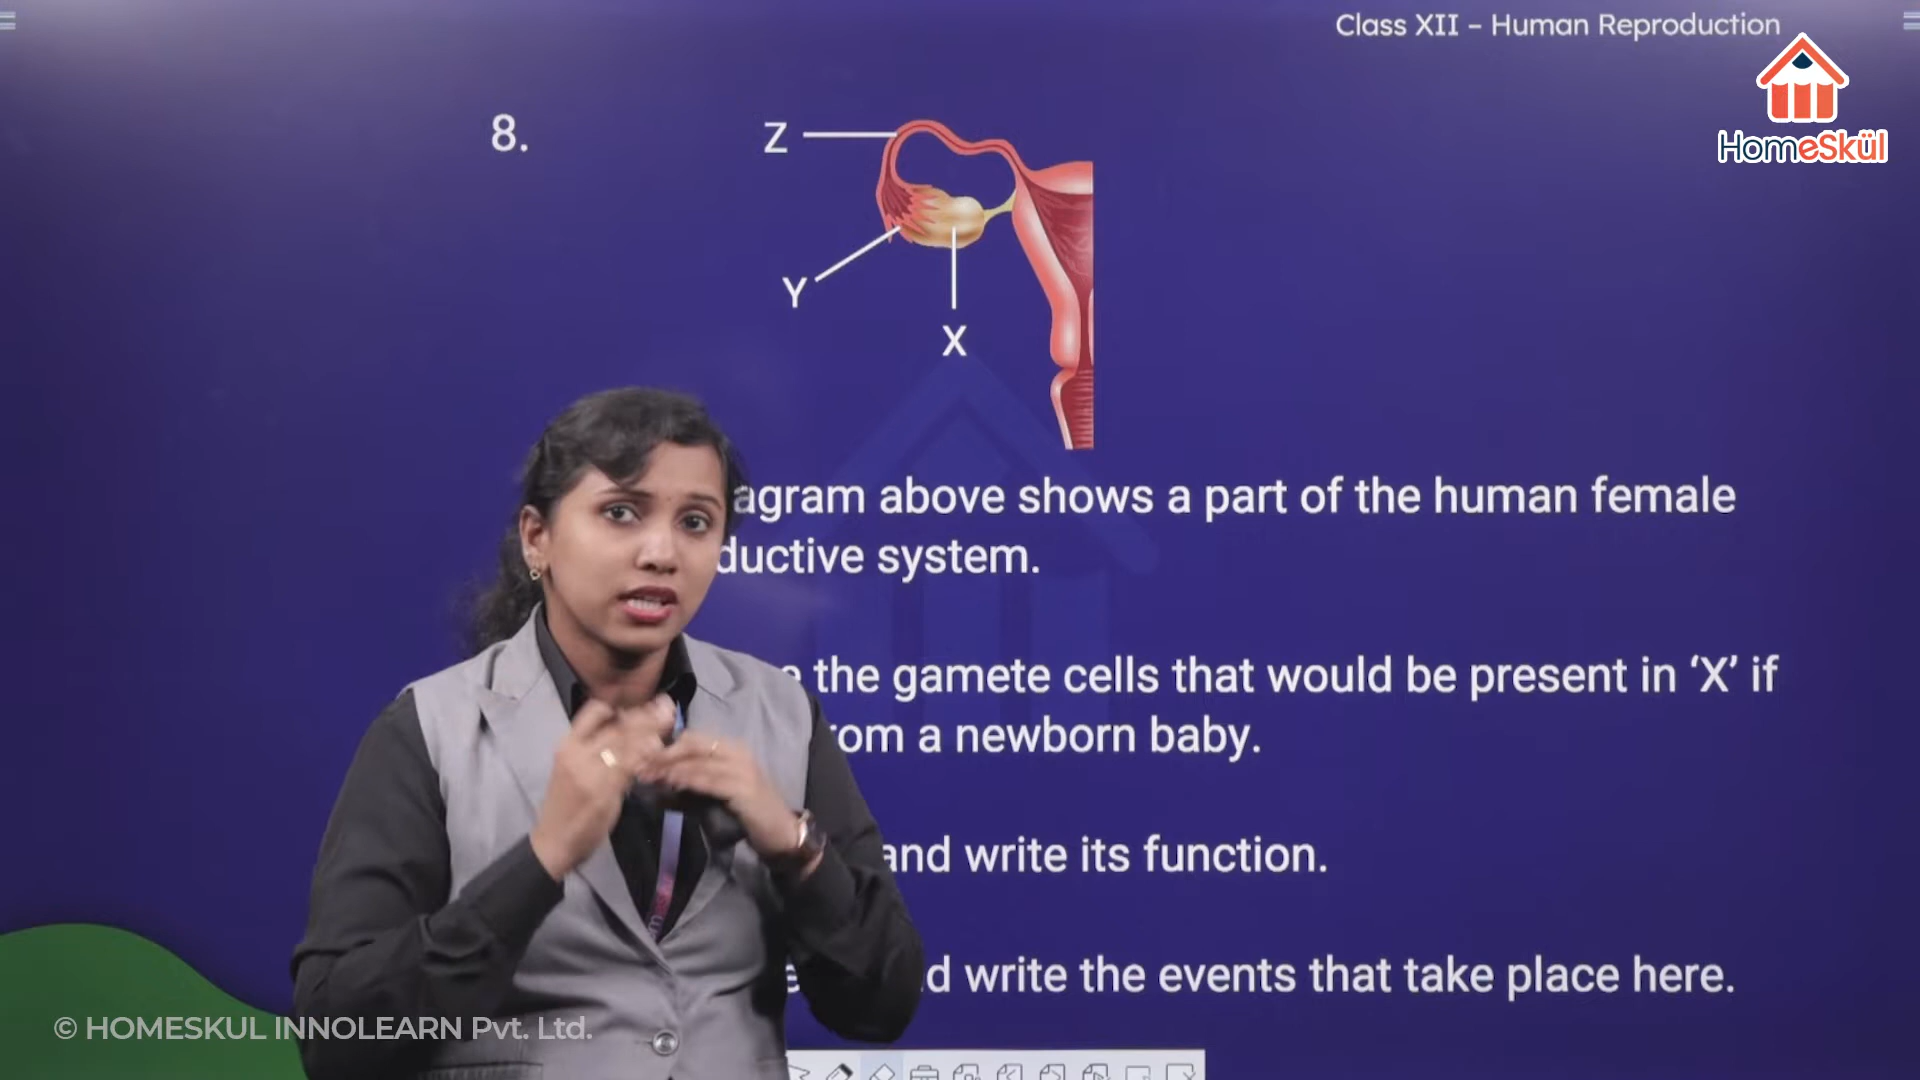 Class XII – Human Reproduction
HomeSkül
8.
Z
Y
X
agram above shows a part of the human female
ductive system.
e the gamete cells that would be present in ‘X’ if
rom a newborn baby.
and write its function.
d write the events that take place here.
© HOMESKUL INNOLEARN Pvt. Ltd.